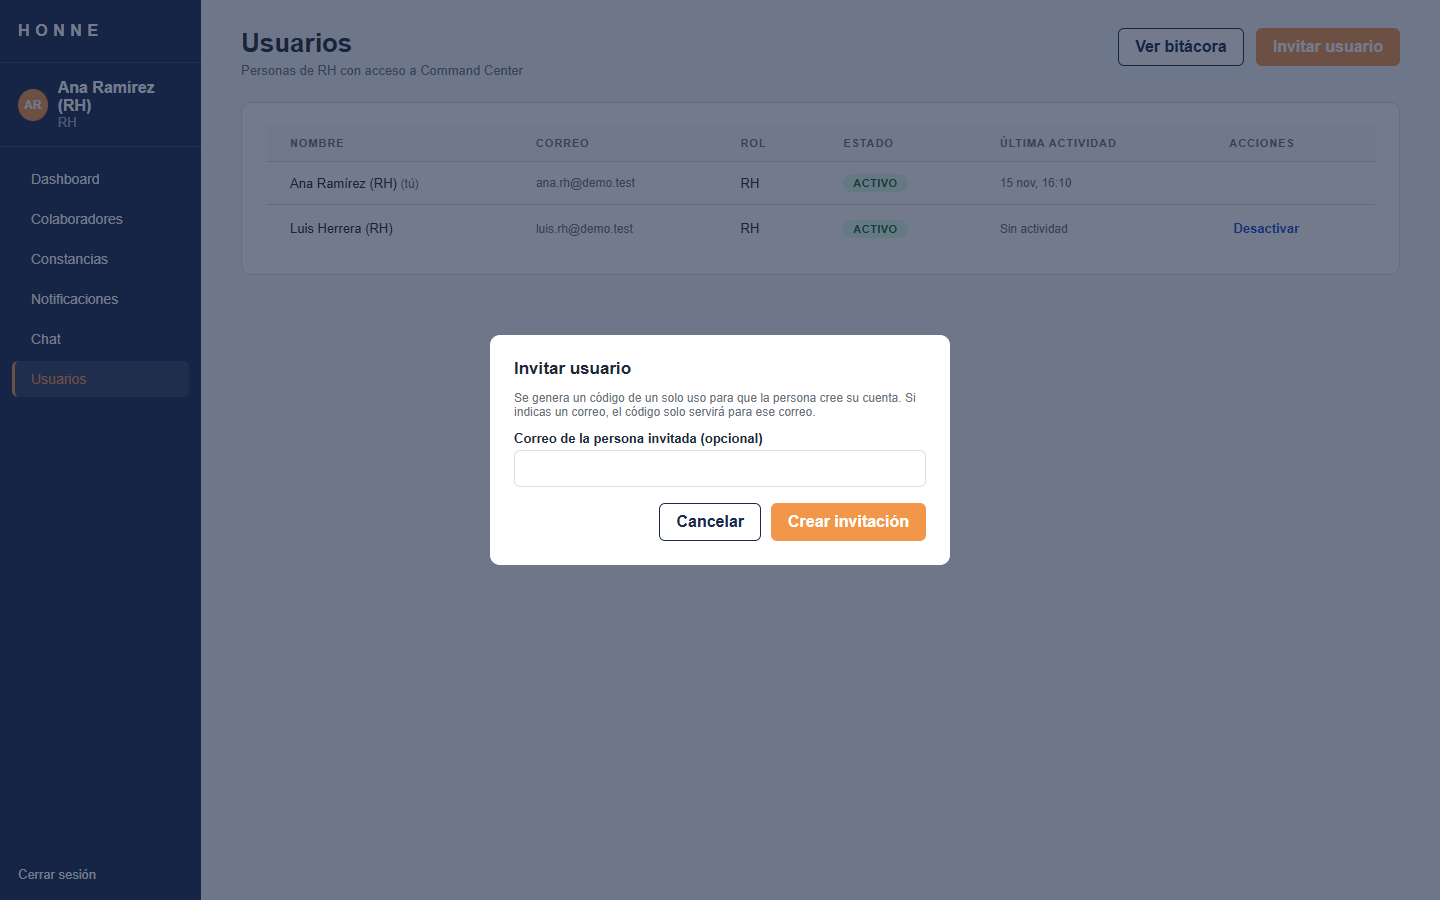 HONNE
AR
Ana Ramírez
(RH)
RH
Dashboard
Colaboradores
Constancias
Notificaciones
Chat
Usuarios
Cerrar sesión
Usuarios
Personas de RH con acceso a Command Center
Ver bitácora
Invitar usuario
NOMBRE CORREO ROL ESTADO ÚLTIMA ACTIVIDAD ACCIONES
Ana Ramírez (RH) (tú) ana.rh@demo.test RH ACTIVO 15 nov, 16:10
Luis Herrera (RH) luis.rh@demo.test RH ACTIVO Sin actividad Desactivar
Invitar usuario
Se genera un código de un solo uso para que la persona cree su cuenta. Si
indicas un correo, el código solo servirá para ese correo.
Correo de la persona invitada (opcional)
Cancelar
Crear invitación